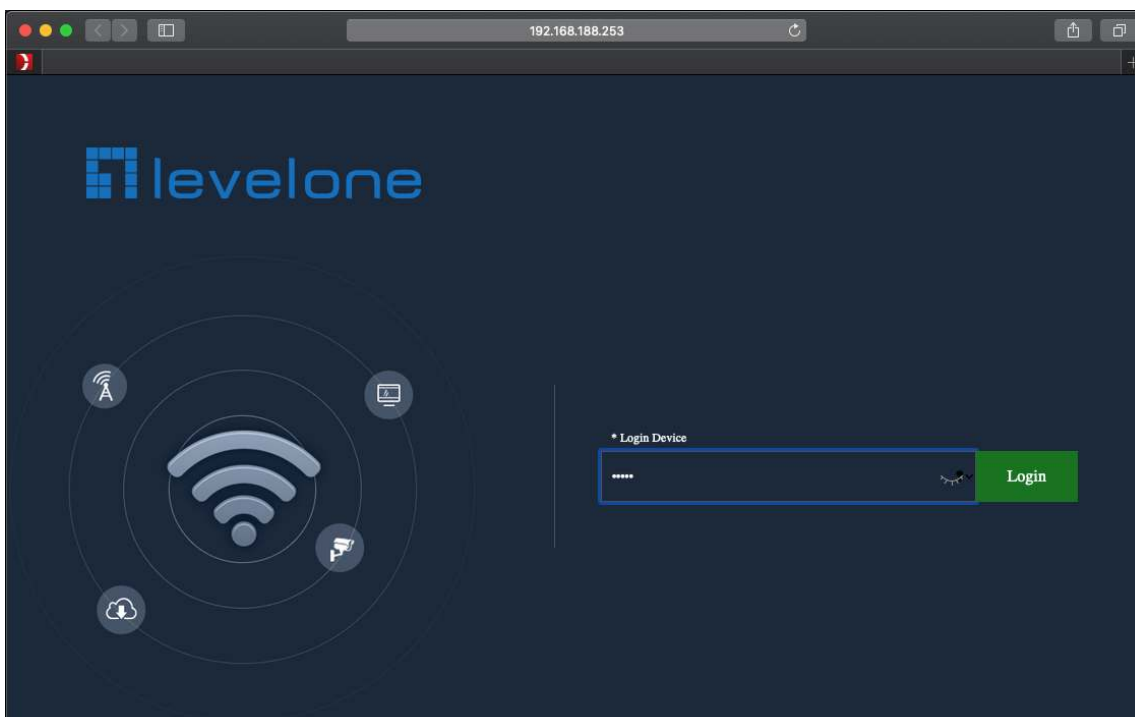 192.168.188.253
levelone
* Login Device
•••••
Login